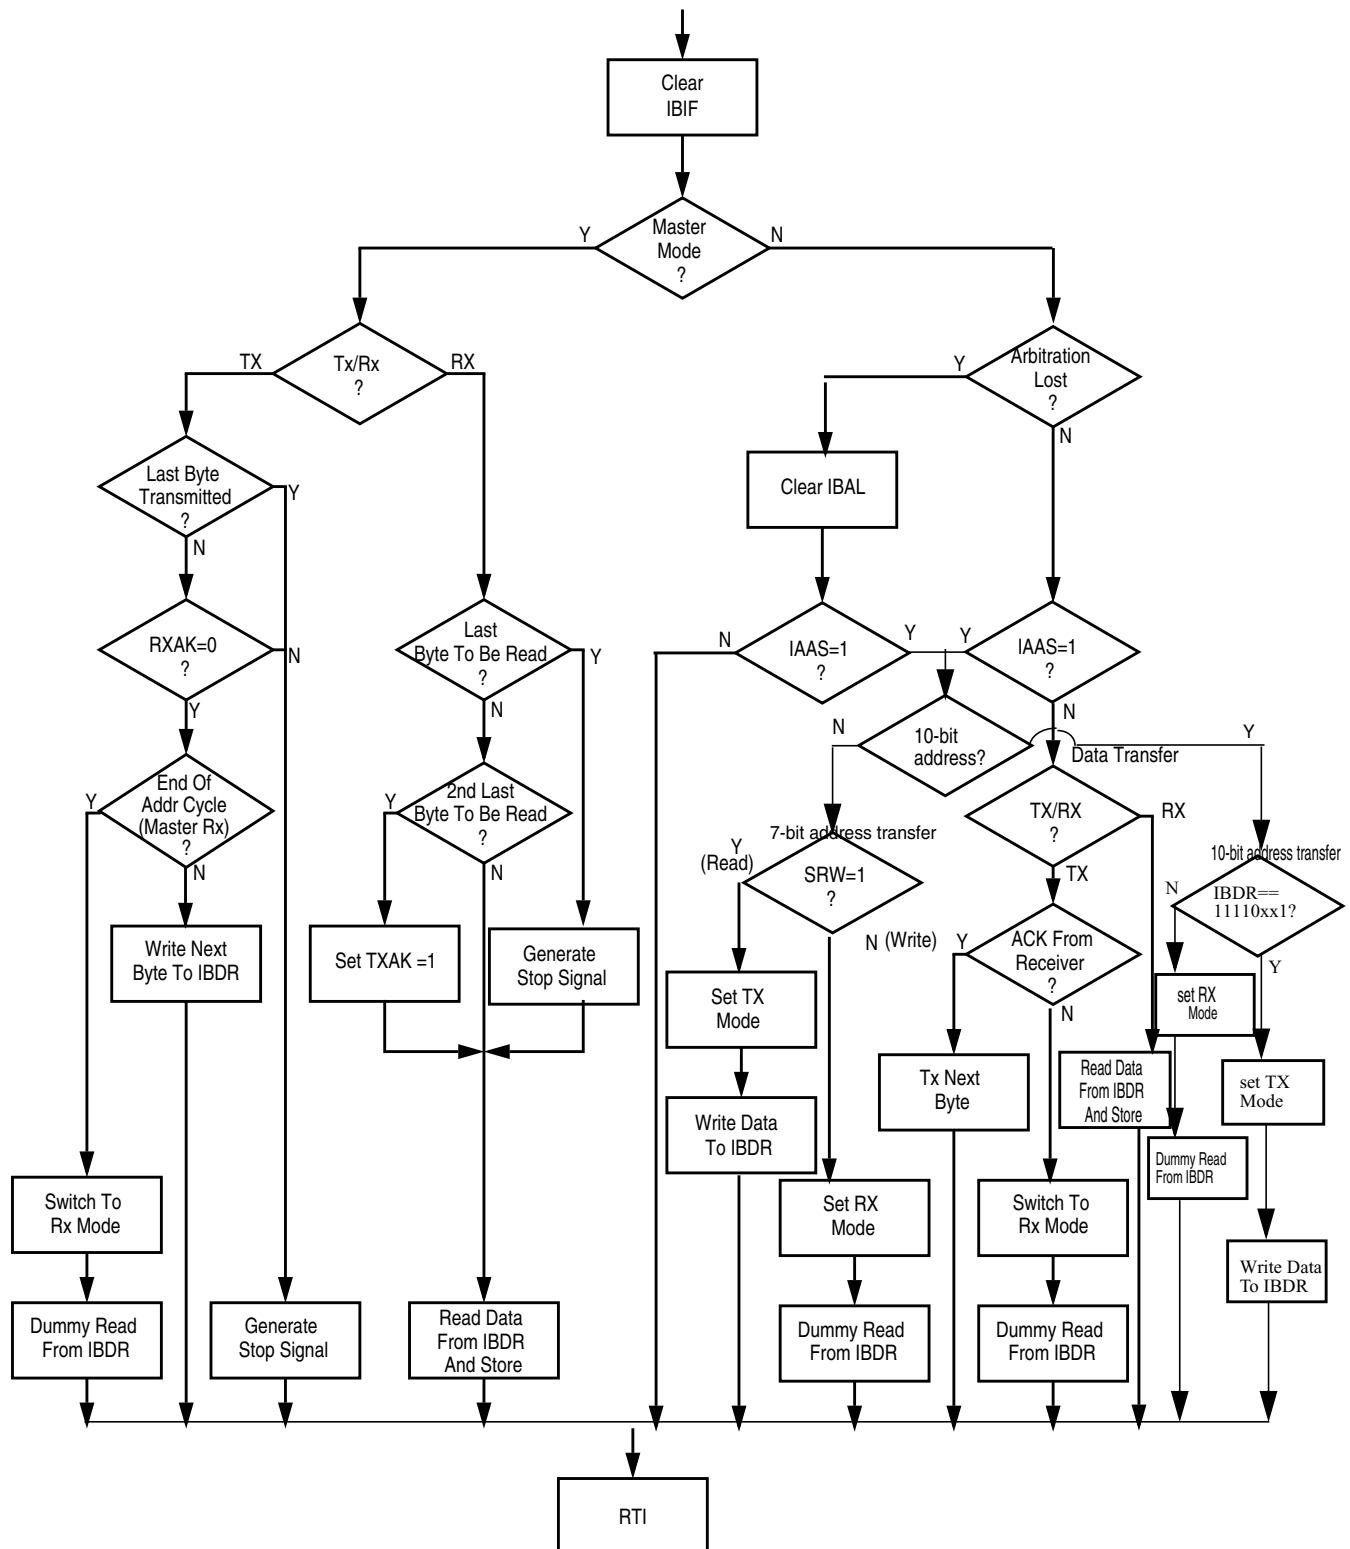 Clear
IBIF
Master
Mode
?
Y
N
Tx/Rx
?
TX
RX
Arbitration
Lost
?
Y
N
Last Byte
Transmitted
?
Y
N
Clear IBAL
RXAK=0
?
N
Y
Last
Byte To Be Read
?
Y
N
IAAS=1
?
N
Y
IAAS=1
?
Y
N
10-bit
address?
N
Y
Data Transfer
End Of
Addr Cycle
(Master Rx)
?
Y
N
2nd Last
Byte To Be Read
?
Y
N
TX/RX
?
RX
TX
7-bit address transfer
SRW=1
?
Y
(Read)
N (Write)
10-bit address transfer
IBDR==
11110xx1?
N
Y
ACK From
Receiver
?
Y
N
Write Next
Byte To IBDR
Set TXAK =1
Generate
Stop Signal
Set TX
Mode
set RX
Mode
Tx Next
Byte
Read Data
From IBDR
And Store
set TX
Mode
Write Data
To IBDR
Dummy Read
From IBDR
Switch To
Rx Mode
Set RX
Mode
Switch To
Rx Mode
Write Data
To IBDR
Dummy Read
From IBDR
Generate
Stop Signal
Read Data
From IBDR
And Store
Dummy Read
From IBDR
Dummy Read
From IBDR
RTI